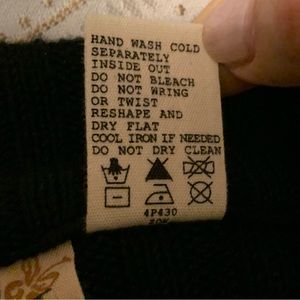 HAND WASH COLD
SEPARATELY
INSIDE OUT
DO NOT BLEACH
DO NOT WRING
OR TWIST
RESHAPE AND
DRY FLAT
COOL IRON IF NEEDED
DO NOT DRY CLEAN
4P430